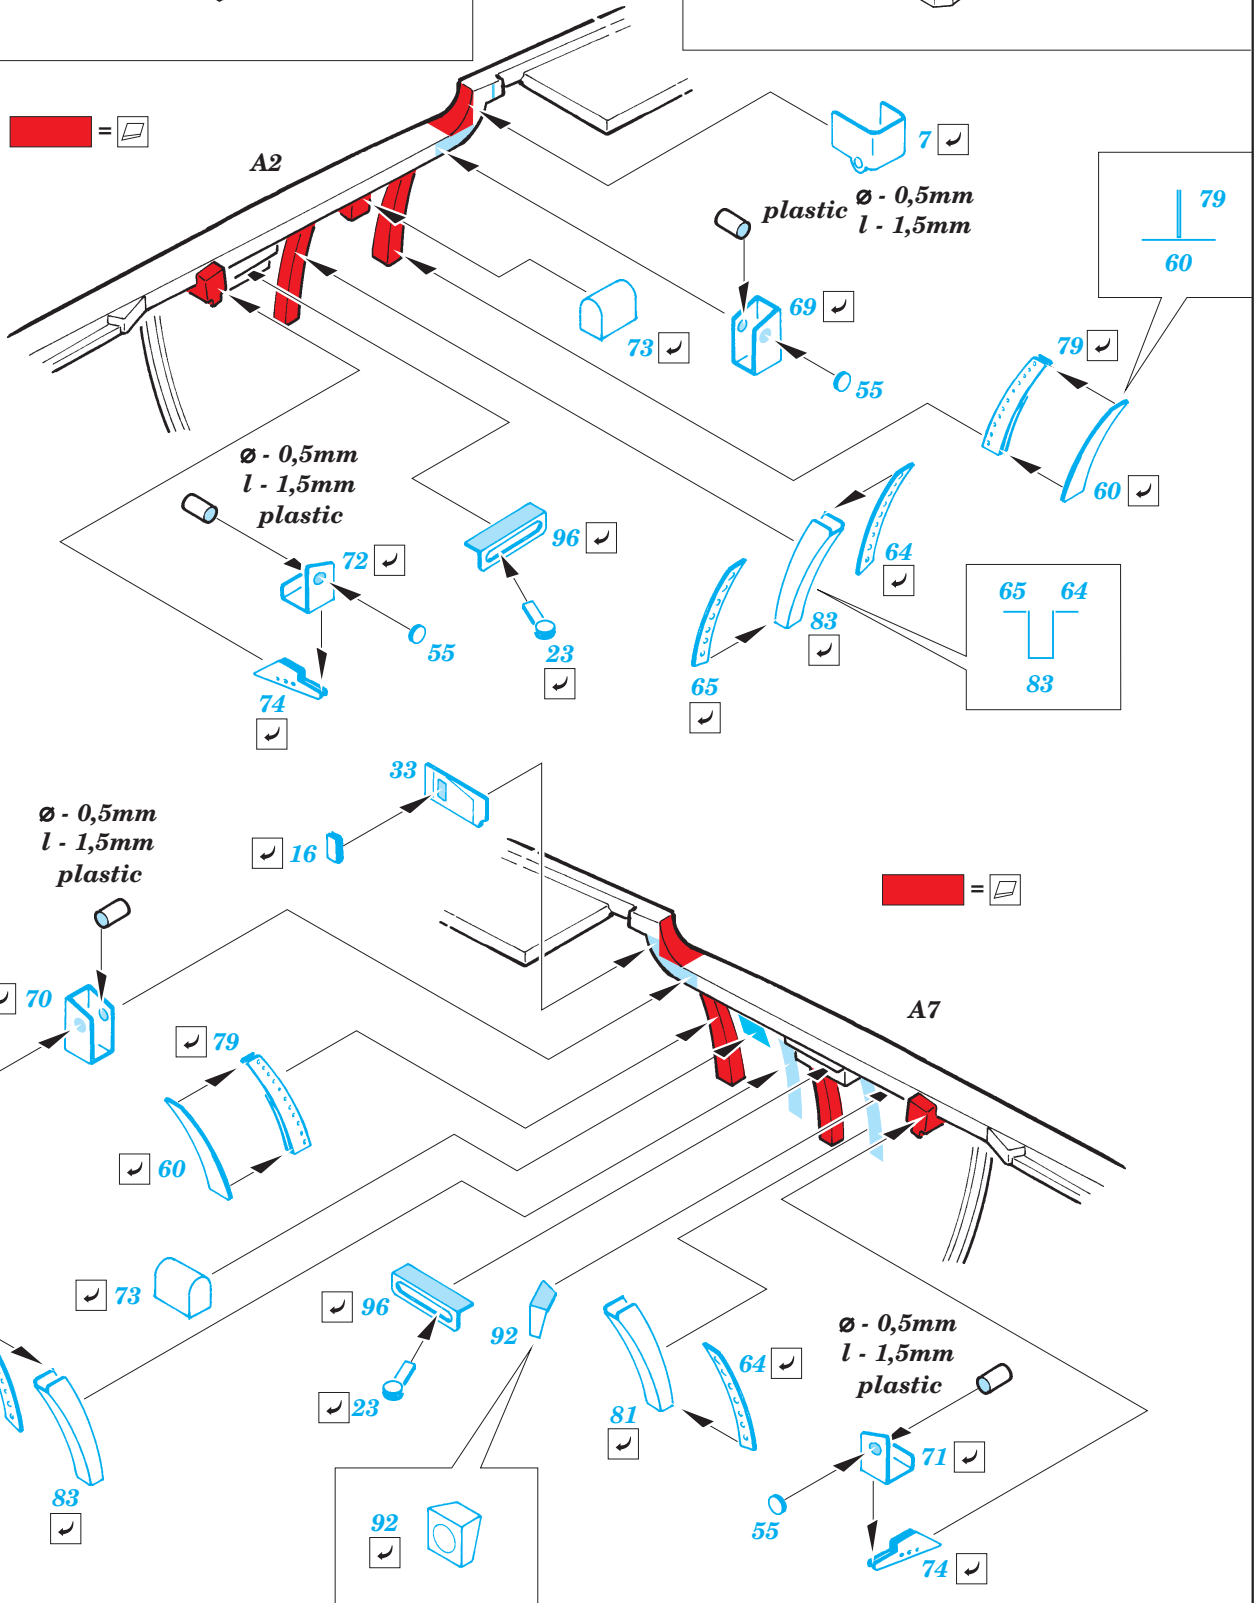 =
A2
7
plastic ø - 0,5mm
l - 1,5mm
79
60
69
73
55
79
60
ø - 0,5mm
l - 1,5mm
plastic
72
96
64
55
23
83
65
74
65 64
83
33
16
ø - 0,5mm
l - 1,5mm
plastic
=
A7
70
79
60
73
96
92
23
64
81
ø - 0,5mm
l - 1,5mm
plastic
71
55
74
83
92